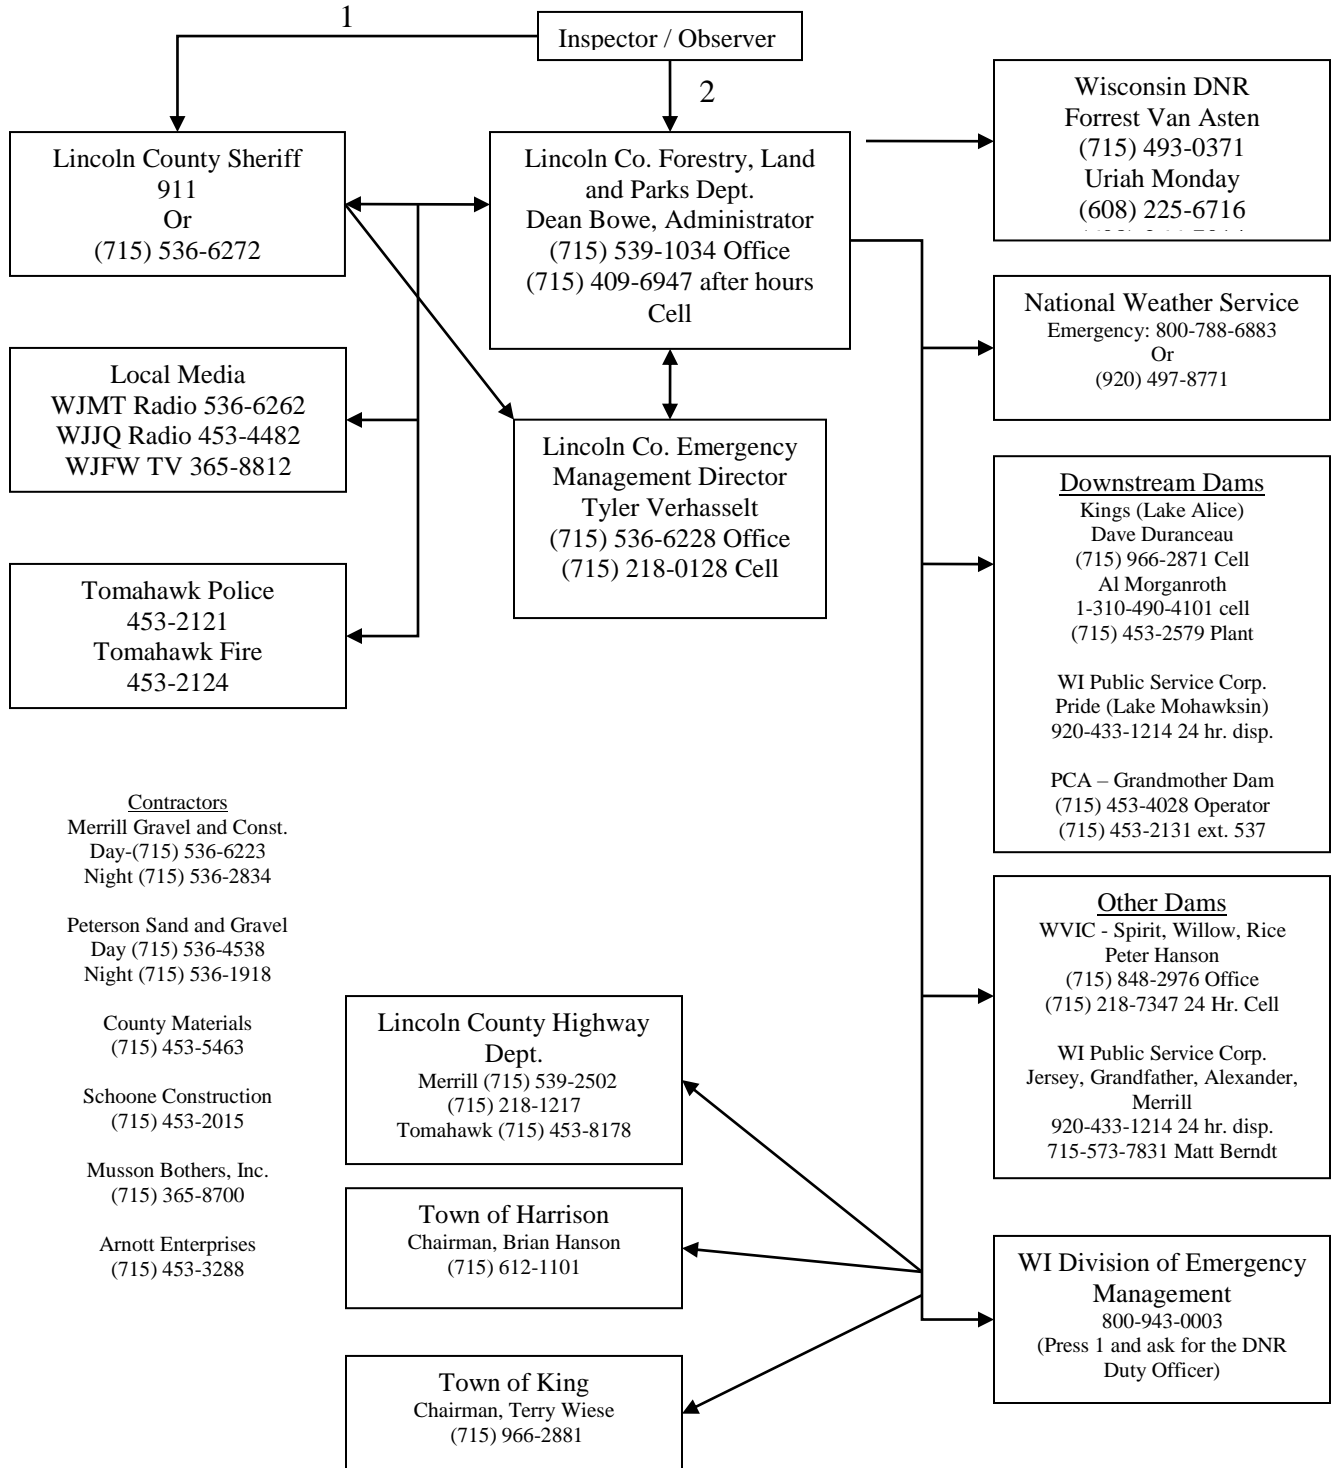 1
Inspector / Observer
2
Wisconsin DNR
Forrest Van Asten
(715) 493-0371
Uriah Monday
(608) 225-6716
Lincoln County Sheriff
911
Or
(715) 536-6272
Lincoln Co. Forestry, Land
and Parks Dept.
Dean Bowe, Administrator
(715) 539-1034 Office
(715) 409-6947 after hours
Cell
National Weather Service
Emergency: 800-788-6883
Or
(920) 497-8771
Local Media
WJMT Radio 536-6262
WJJQ Radio 453-4482
WJFW TV 365-8812
Lincoln Co. Emergency
Management Director
Tyler Verhasselt
(715) 536-6228 Office
(715) 218-0128 Cell
Downstream Dams
Kings (Lake Alice)
Dave Duranceau
(715) 966-2871 Cell
Al Morganroth
1-310-490-4101 cell
(715) 453-2579 Plant
WI Public Service Corp.
Pride (Lake Mohawksin)
920-433-1214 24 hr. disp.
PCA – Grandmother Dam
(715) 453-4028 Operator
(715) 453-2131 ext. 537
Tomahawk Police
453-2121
Tomahawk Fire
453-2124
Contractors
Merrill Gravel and Const.
Day-(715) 536-6223
Night (715) 536-2834
Peterson Sand and Gravel
Day (715) 536-4538
Night (715) 536-1918
County Materials
(715) 453-5463
Schoone Construction
(715) 453-2015
Musson Bothers, Inc.
(715) 365-8700
Arnott Enterprises
(715) 453-3288
Other Dams
WVIC - Spirit, Willow, Rice
Peter Hanson
(715) 848-2976 Office
(715) 218-7347 24 Hr. Cell
WI Public Service Corp.
Jersey, Grandfather, Alexander,
Merrill
920-433-1214 24 hr. disp.
715-573-7831 Matt Berndt
Lincoln County Highway
Dept.
Merrill (715) 539-2502
(715) 218-1217
Tomahawk (715) 453-8178
Town of Harrison
Chairman, Brian Hanson
(715) 612-1101
WI Division of Emergency
Management
800-943-0003
(Press 1 and ask for the DNR
Duty Officer)
Town of King
Chairman, Terry Wiese
(715) 966-2881